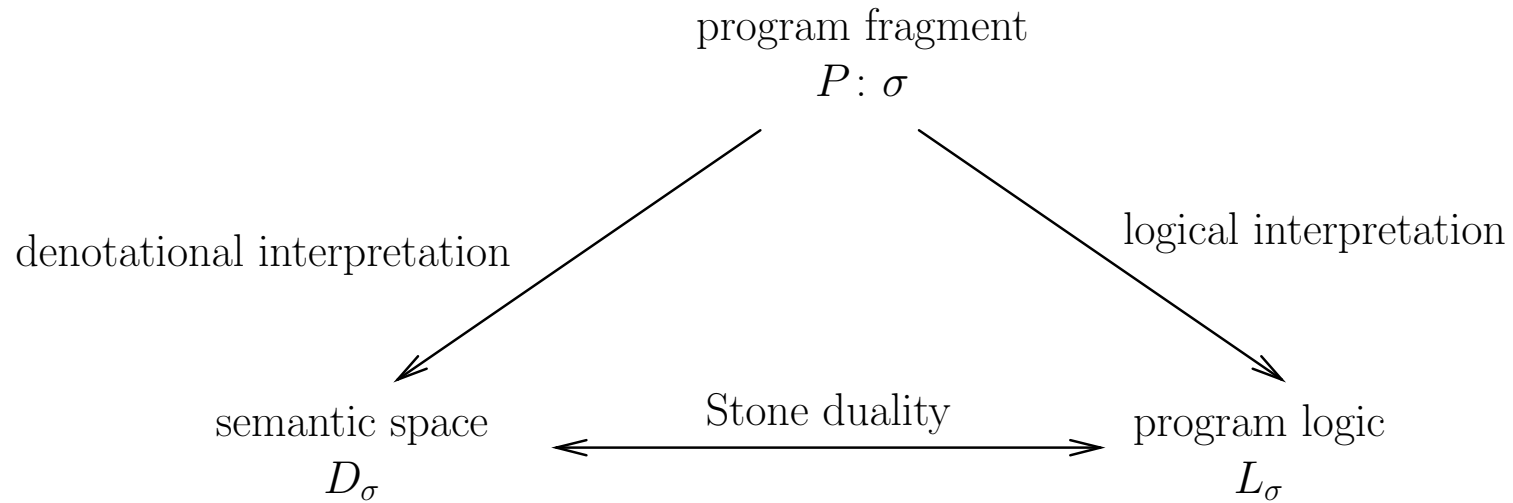 program fragment
P : σ
denotational interpretation
logical interpretation
Stone duality
semantic space
D_σ
program logic
L_σ